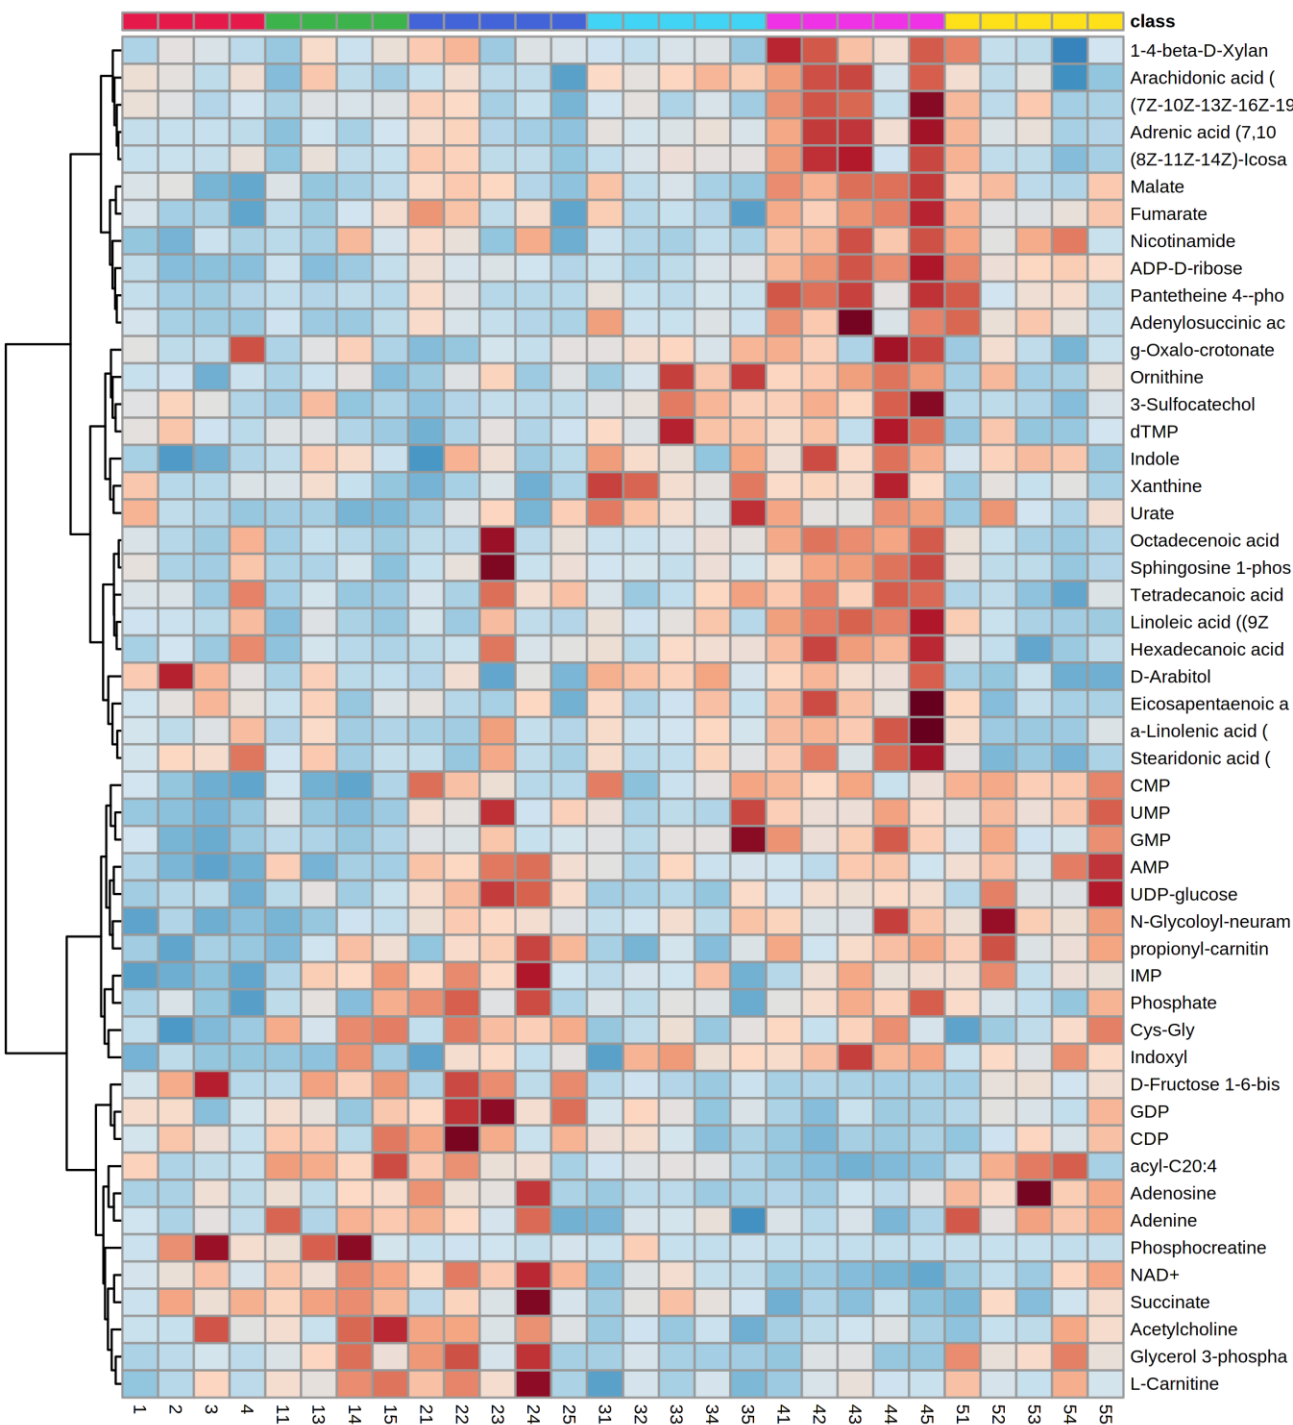 class
1-4-beta-D-Xylan
Arachidonic acid (
(7Z-10Z-13Z-16Z-19
Adrenic acid (7,10
(8Z-11Z-14Z)-Icosa
Malate
Fumarate
Nicotinamide
ADP-D-ribose
Pantetheine 4--pho
Adenylosuccinic ac
g-Oxalo-crotonate
Ornithine
3-Sulfocatechol
dTMP
Indole
Xanthine
Urate
Octadecenoic acid
Sphingosine 1-phos
Tetradecanoic acid
Linoleic acid ((9Z
Hexadecanoic acid
D-Arabitol
Eicosapentaenoic a
a-Linolenic acid (
Stearidonic acid (
CMP
UMP
GMP
AMP
UDP-glucose
N-Glycoloyl-neuram
propionyl-carnitin
IMP
Phosphate
Cys-Gly
Indoxyl
D-Fructose 1-6-bis
GDP
CDP
acyl-C20:4
Adenosine
Adenine
Phosphocreatine
NAD+
Succinate
Acetylcholine
Glycerol 3-phospha
L-Carnitine
1 2 3 4 11 13 14 15 21 22 23 24 25 31 32 33 34 35 41 42 43 44 45 51 52 53 54 55